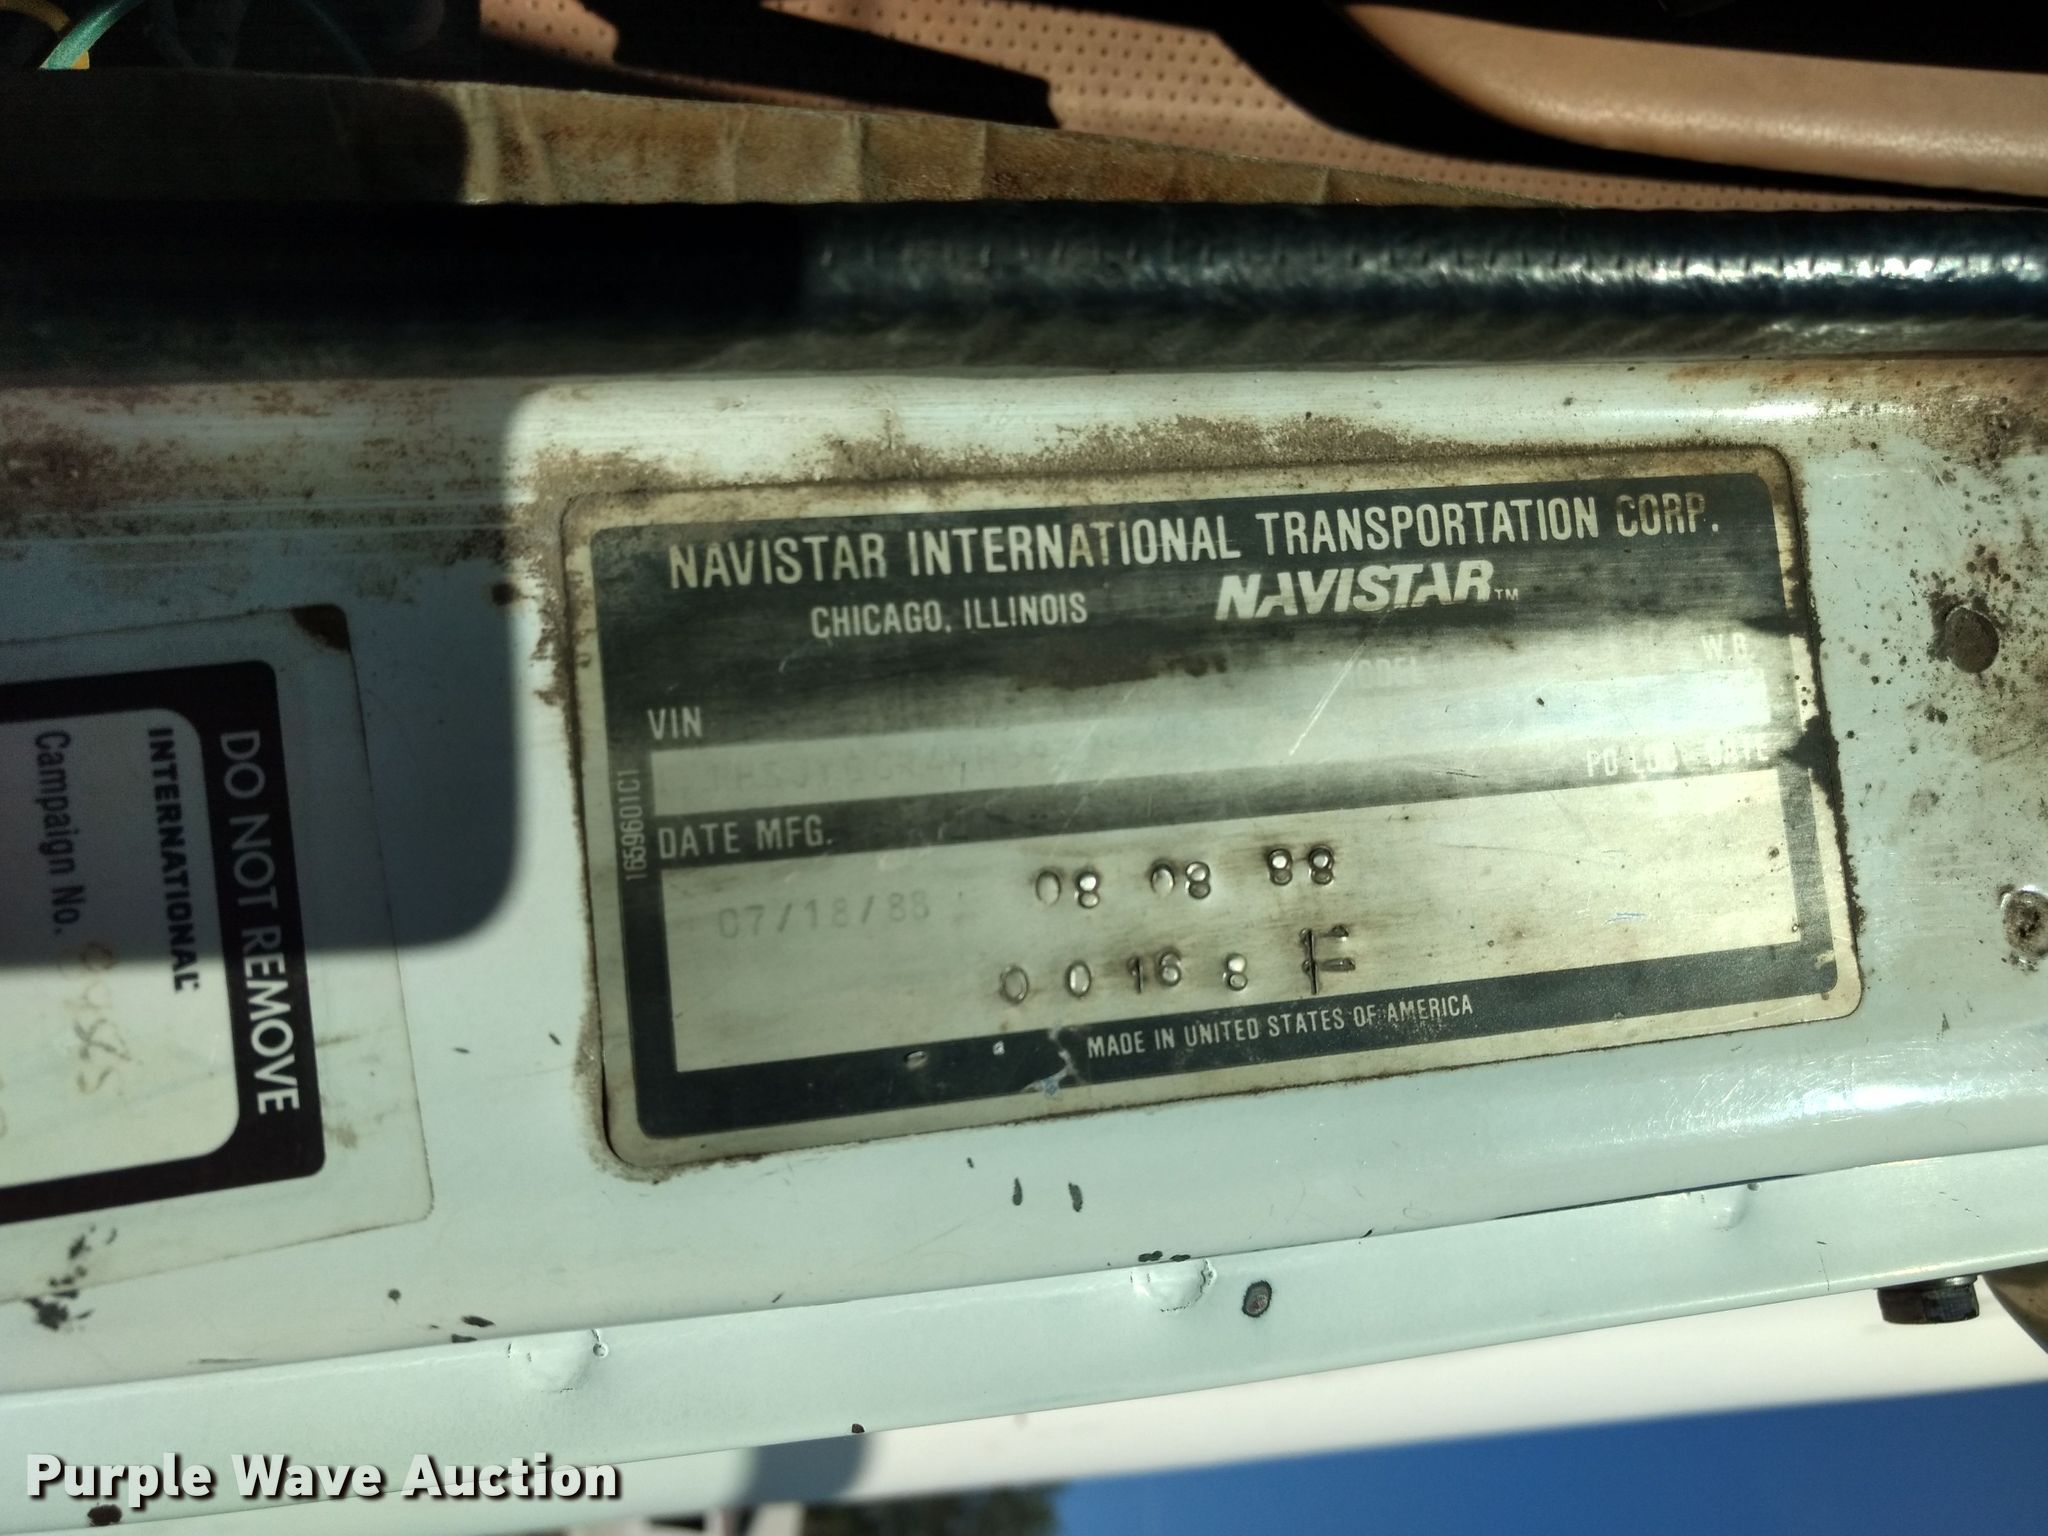 NAVISTAR INTERNATIONAL TRANSPORTATION CORP.
CHICAGO, ILLINOIS NAVISTAR™
W.B.
VIN
DATE MFG.
07/18/88 08 08 88
0 0 16 8 F
MADE IN UNITED STATES OF AMERICA
1659601C1
DO NOT REMOVE
INTERNATIONAL
Campaign No.
Purple Wave Auction